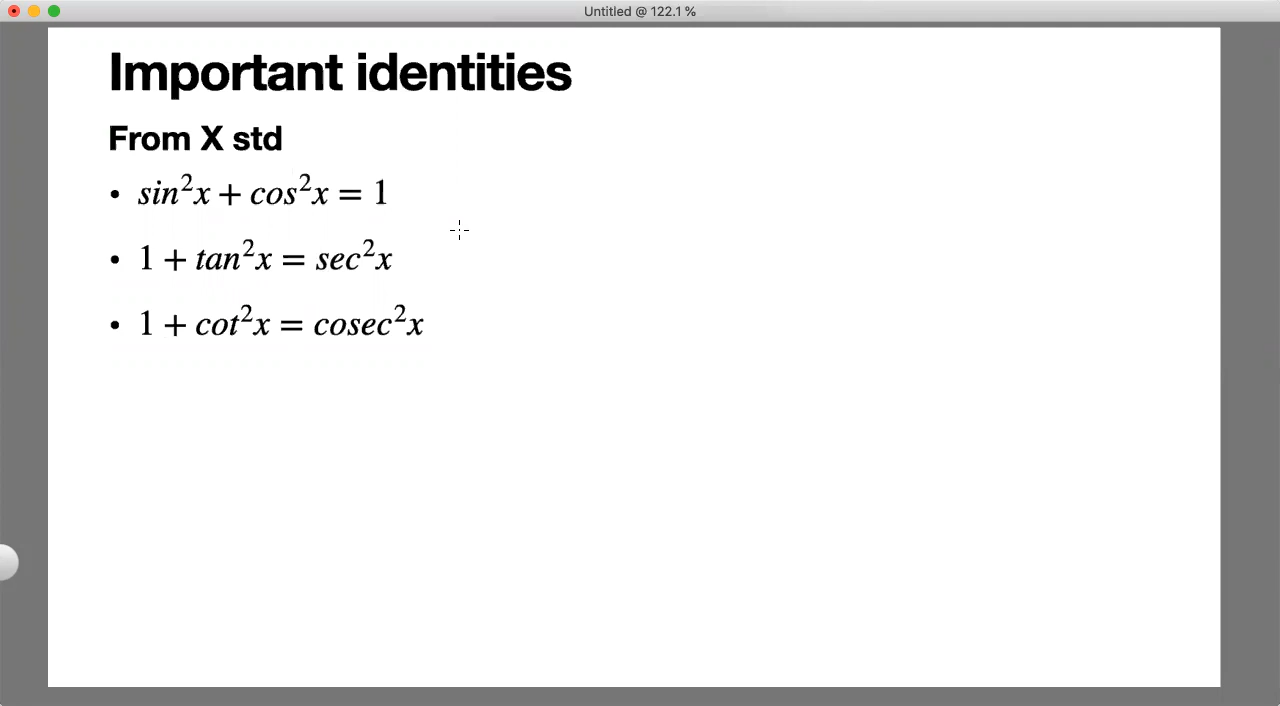 Untitled @ 122.1 %
Important identities
From X std
• sin²x + cos²x = 1
• 1 + tan²x = sec²x
• 1 + cot²x = cosec²x